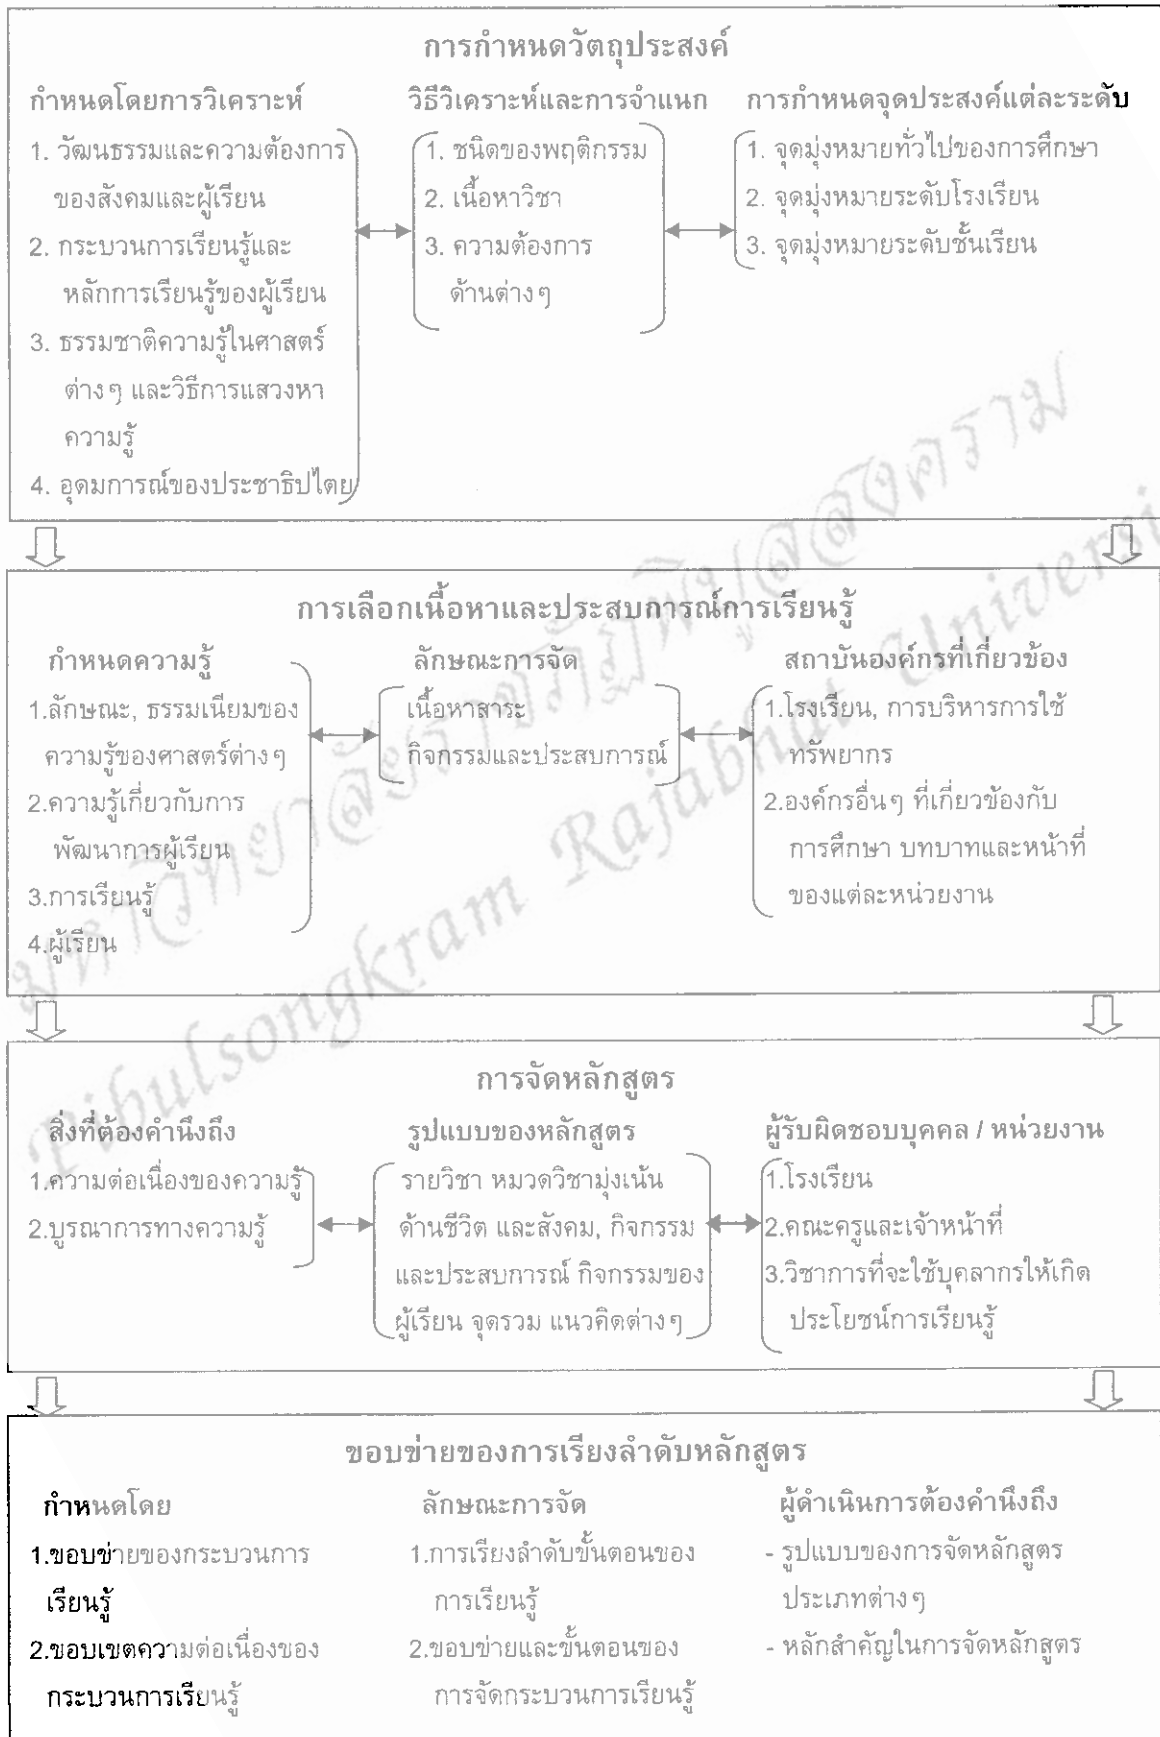 การกำหนดวัตถุประสงค์
กำหนดโดยการวิเคราะห์
1. วัฒนธรรมและความต้องการ
ของสังคมและผู้เรียน
2. กระบวนการเรียนรู้และ
หลักการเรียนรู้ของผู้เรียน
3. ธรรมชาติความรู้ในศาสตร์
ต่างๆ และวิธีการแสวงหา
ความรู้
4. อุดมการณ์ของประชาธิปไตย
วิธีวิเคราะห์และการจำแนก
1. ชนิดของพฤติกรรม
2. เนื้อหาวิชา
3. ความต้องการ
ด้านต่างๆ
การกำหนดจุดประสงค์แต่ละระดับ
1. จุดมุ่งหมายทั่วไปของการศึกษา
2. จุดมุ่งหมายระดับโรงเรียน
3. จุดมุ่งหมายระดับชั้นเรียน
การเลือกเนื้อหาและประสบการณ์การเรียนรู้
กำหนดความรู้
1.ลักษณะ, ธรรมเนียมของ
ความรู้ของศาสตร์ต่างๆ
2.ความรู้เกี่ยวกับการ
พัฒนาการผู้เรียน
3.การเรียนรู้
4.ผู้เรียน
ลักษณะการจัด
เนื้อหาสาระ
กิจกรรมและประสบการณ์
สถาบันองค์กรที่เกี่ยวข้อง
1.โรงเรียน, การบริหารการใช้
ทรัพยากร
2.องค์กรอื่นๆ ที่เกี่ยวข้องกับ
การศึกษา บทบาทและหน้าที่
ของแต่ละหน่วยงาน
การจัดหลักสูตร
สิ่งที่ต้องคำนึงถึง
1.ความต่อเนื่องของความรู้
2.บูรณาการทางความรู้
รูปแบบของหลักสูตร
รายวิชา หมวดวิชามุ่งเน้น
ด้านชีวิต และสังคม, กิจกรรม
และประสบการณ์ กิจกรรมของ
ผู้เรียน จุดรวม แนวคิดต่างๆ
ผู้รับผิดชอบบุคคล / หน่วยงาน
1.โรงเรียน
2.คณะครูและเจ้าหน้าที่
3.วิชาการที่จะใช้บุคลากรให้เกิด
ประโยชน์การเรียนรู้
ขอบข่ายของการเรียงลำดับหลักสูตร
กำหนดโดย
1.ขอบข่ายของกระบวนการ
เรียนรู้
2.ขอบเขตความต่อเนื่องของ
กระบวนการเรียนรู้
ลักษณะการจัด
1.การเรียงลำดับขั้นตอนของ
การเรียนรู้
2.ขอบข่ายและขั้นตอนของ
การจัดกระบวนการเรียนรู้
ผู้ดำเนินการต้องคำนึงถึง
- รูปแบบของการจัดหลักสูตร
ประเภทต่างๆ
- หลักสำคัญในการจัดหลักสูตร
มหาวิทยาลัยราชภัฏพิบูลสงคราม
Pibulsongkram Rajabhat